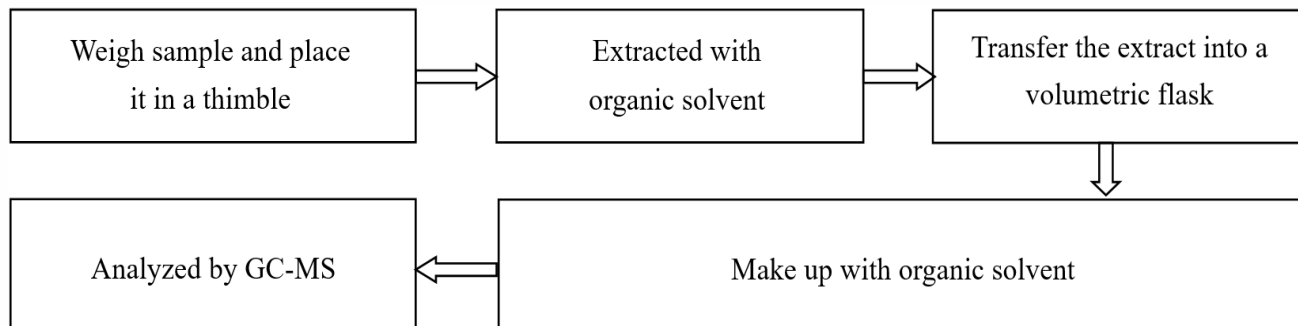 Weigh sample and place
it in a thimble
Extracted with
organic solvent
Transfer the extract into a
volumetric flask
Make up with organic solvent
Analyzed by GC-MS